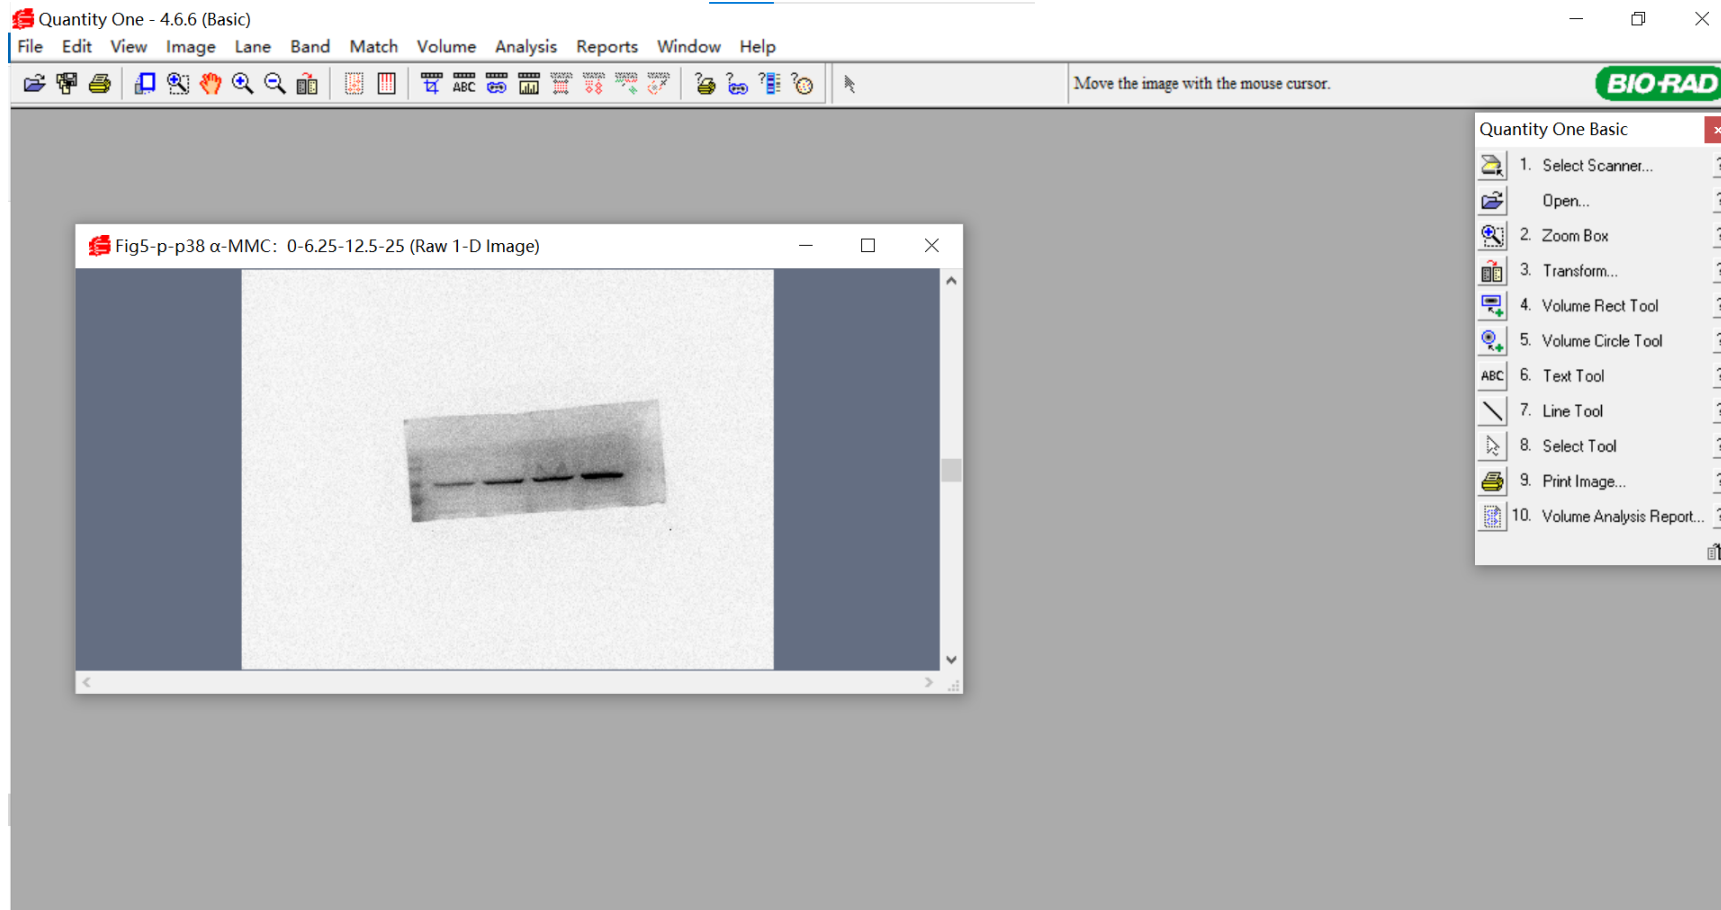 Quantity One - 4.6.6 (Basic)
File Edit View Image Lane Band Match Volume Analysis Reports Window Help
ABC
Move the image with the mouse cursor.
BIO-RAD
Quantity One Basic
1. Select Scanner...
Open...
2. Zoom Box
3. Transform...
4. Volume Rect Tool
5. Volume Circle Tool
ABC 6. Text Tool
7. Line Tool
8. Select Tool
9. Print Image...
10. Volume Analysis Report...
Fig5-p-p38 α-MMC：0-6.25-12.5-25 (Raw 1-D Image)